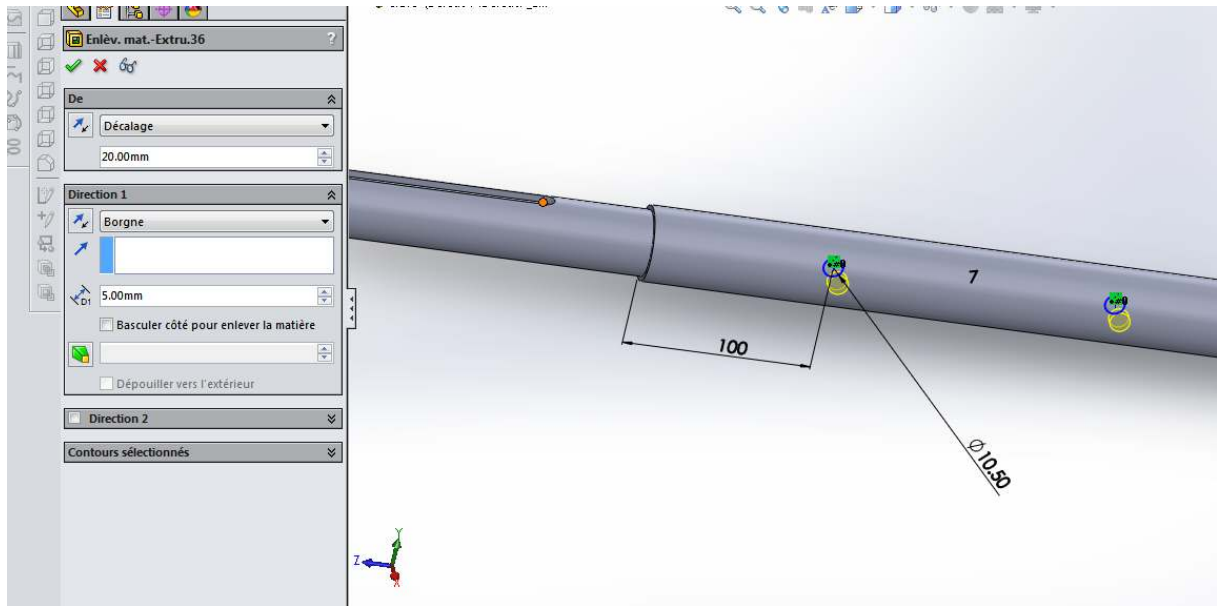 Enlèv. mat.-Extru.36
?
De
Décalage
20.00mm
Direction 1
Borgne
D1
5.00mm
Basculer côté pour enlever la matière
Dépouiller vers l'extérieur
Direction 2
Contours sélectionnés
7
100
Ø10.50
Y
Z
X